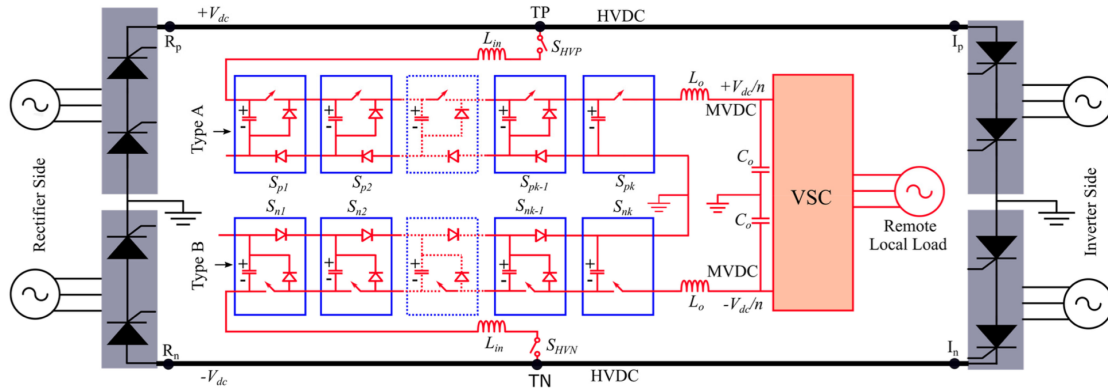 +V_dc
TP
HVDC
R_p
L_in
S_HVP
I_p
Type A
+
-
+
-
+
-
+
-
+
-
L_o
+V_dc/n
MVDC
C_o
S_p1
S_p2
S_pk-1
S_pk
VSC
Rectifier Side
Remote
Local Load
Inverter Side
S_n1
S_n2
S_nk-1
S_nk
C_o
Type B
+
-
+
-
+
-
+
-
+
-
MVDC
L_o
-V_dc/n
L_in
S_HVN
R_n
I_n
-V_dc
TN
HVDC